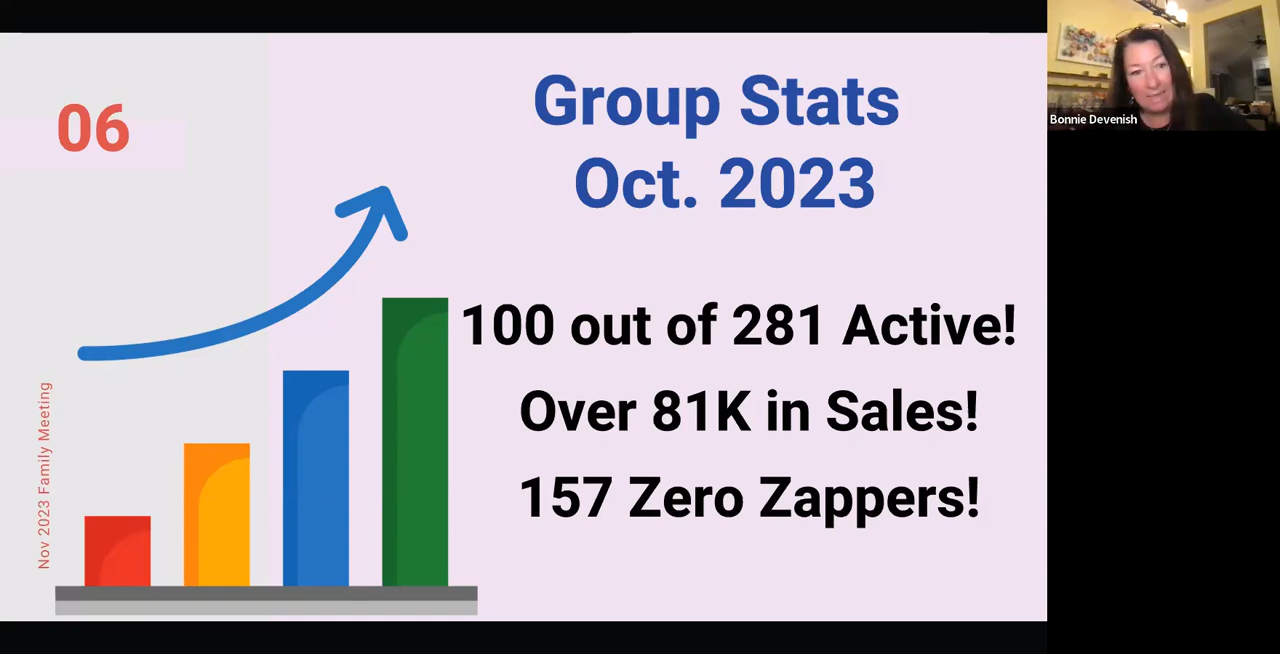 06
Group Stats
Oct. 2023
100 out of 281 Active!
Over 81K in Sales!
157 Zero Zappers!
Nov 2023 Family Meeting
Bonnie Devenish